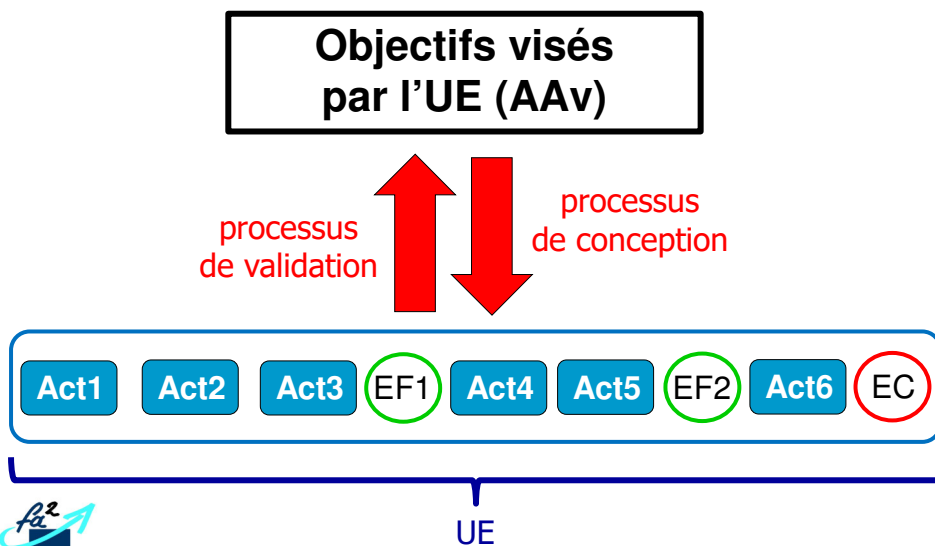 Objectifs visés
par l'UE (AAv)
processus
de validation
processus
de conception
Act1 Act2 Act3 EF1 Act4 Act5 EF2 Act6 EC
fa²
UE